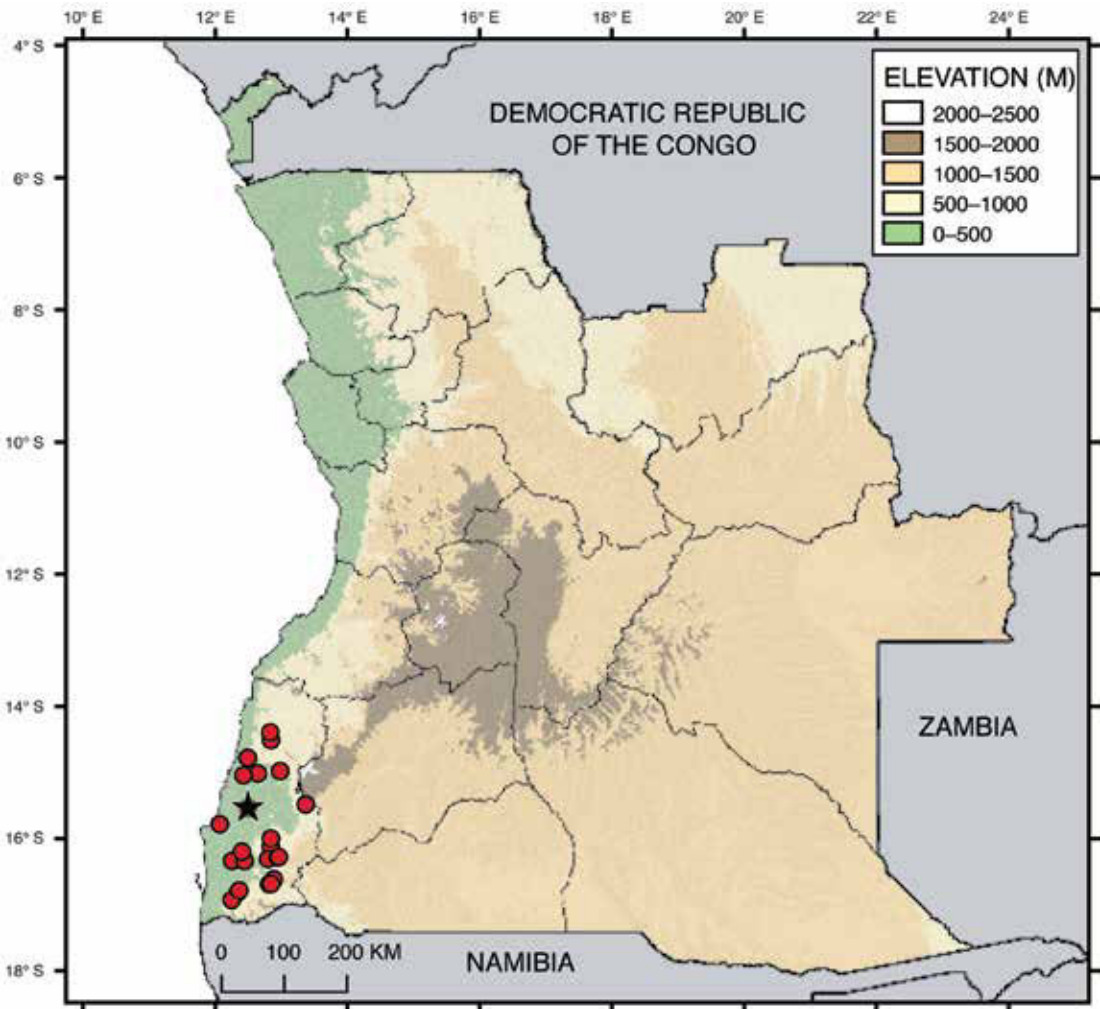 10° E 12° E 14° E 16° E 18° E 20° E 22° E 24° E
4° S
6° S
8° S
10° S
12° S
14° S
16° S
18° S
ELEVATION (M)
2000–2500
1500–2000
1000–1500
500–1000
0–500
DEMOCRATIC REPUBLIC
OF THE CONGO
ZAMBIA
NAMIBIA
0 100 200 KM